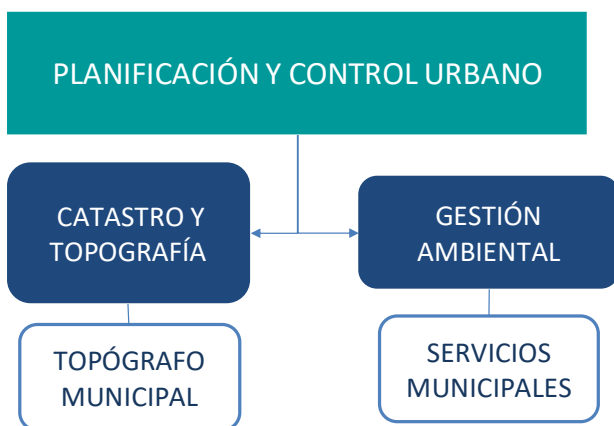 PLANIFICACIÓN Y CONTROL URBANO
CATASTRO Y
TOPOGRAFÍA
GESTIÓN
AMBIENTAL
TOPÓGRAFO
MUNICIPAL
SERVICIOS
MUNICIPALES